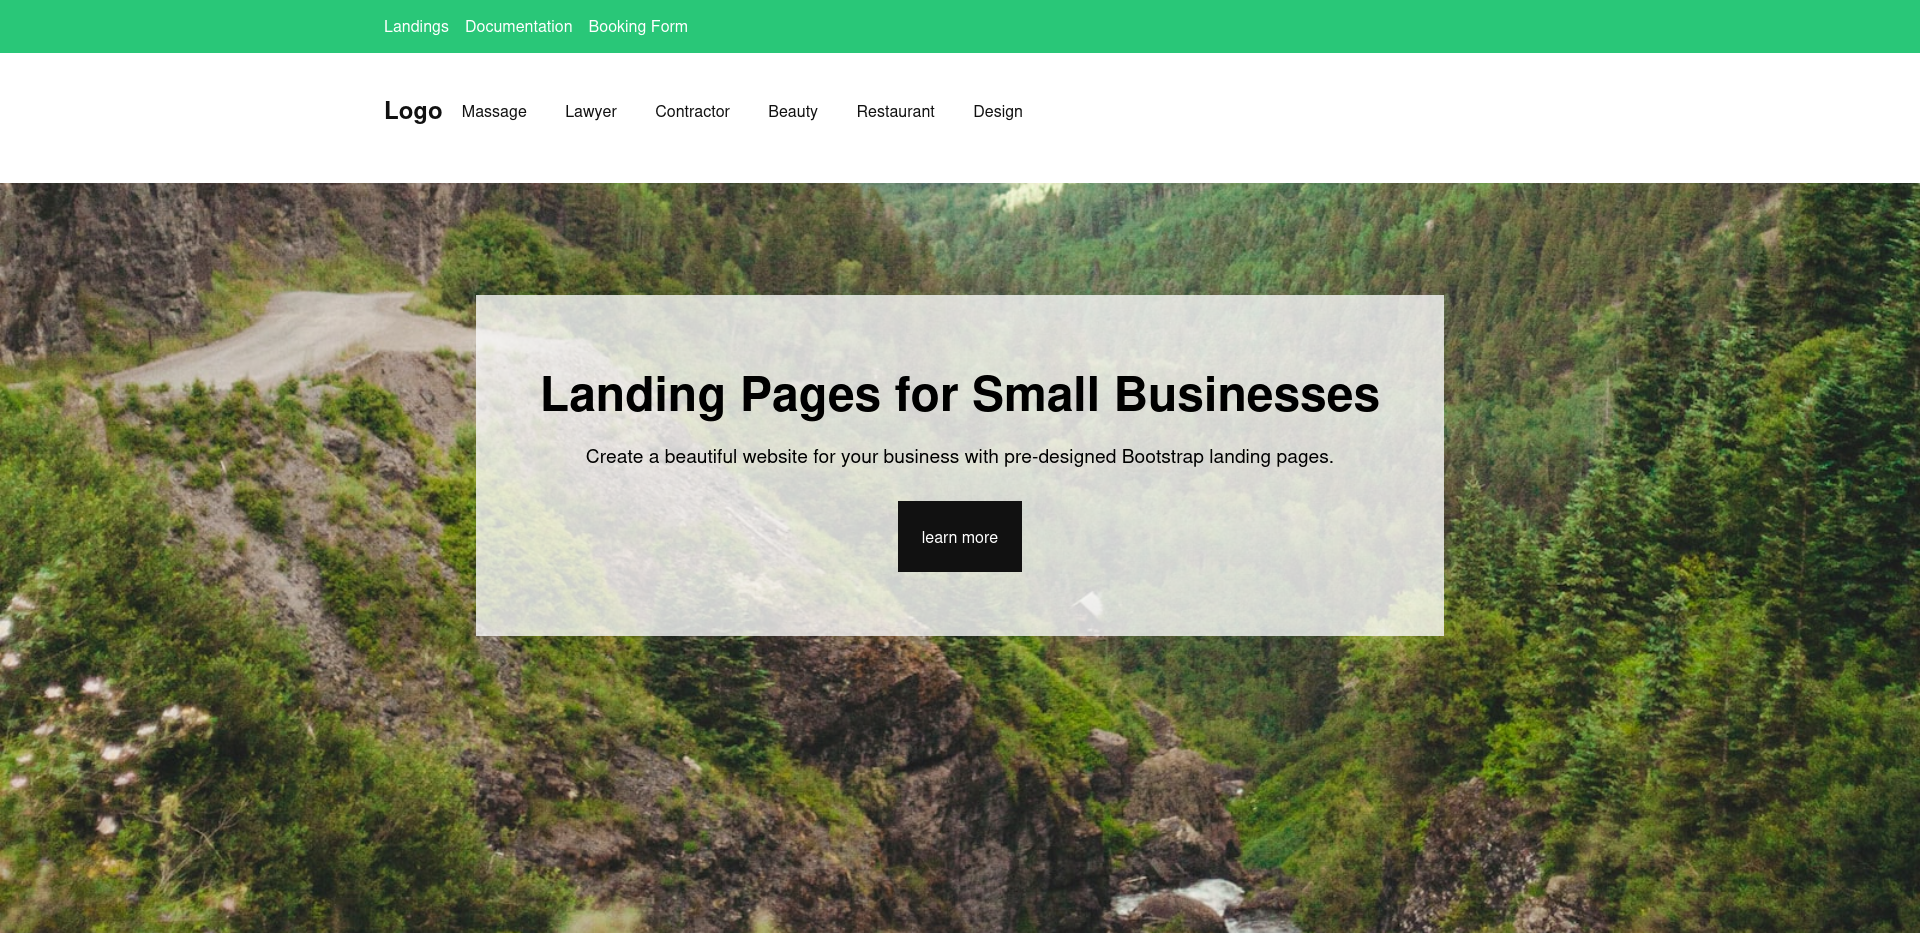 Landings Documentation Booking Form
Logo Massage Lawyer Contractor Beauty Restaurant Design
Landing Pages for Small Businesses
Create a beautiful website for your business with pre-designed Bootstrap landing pages.
learn more